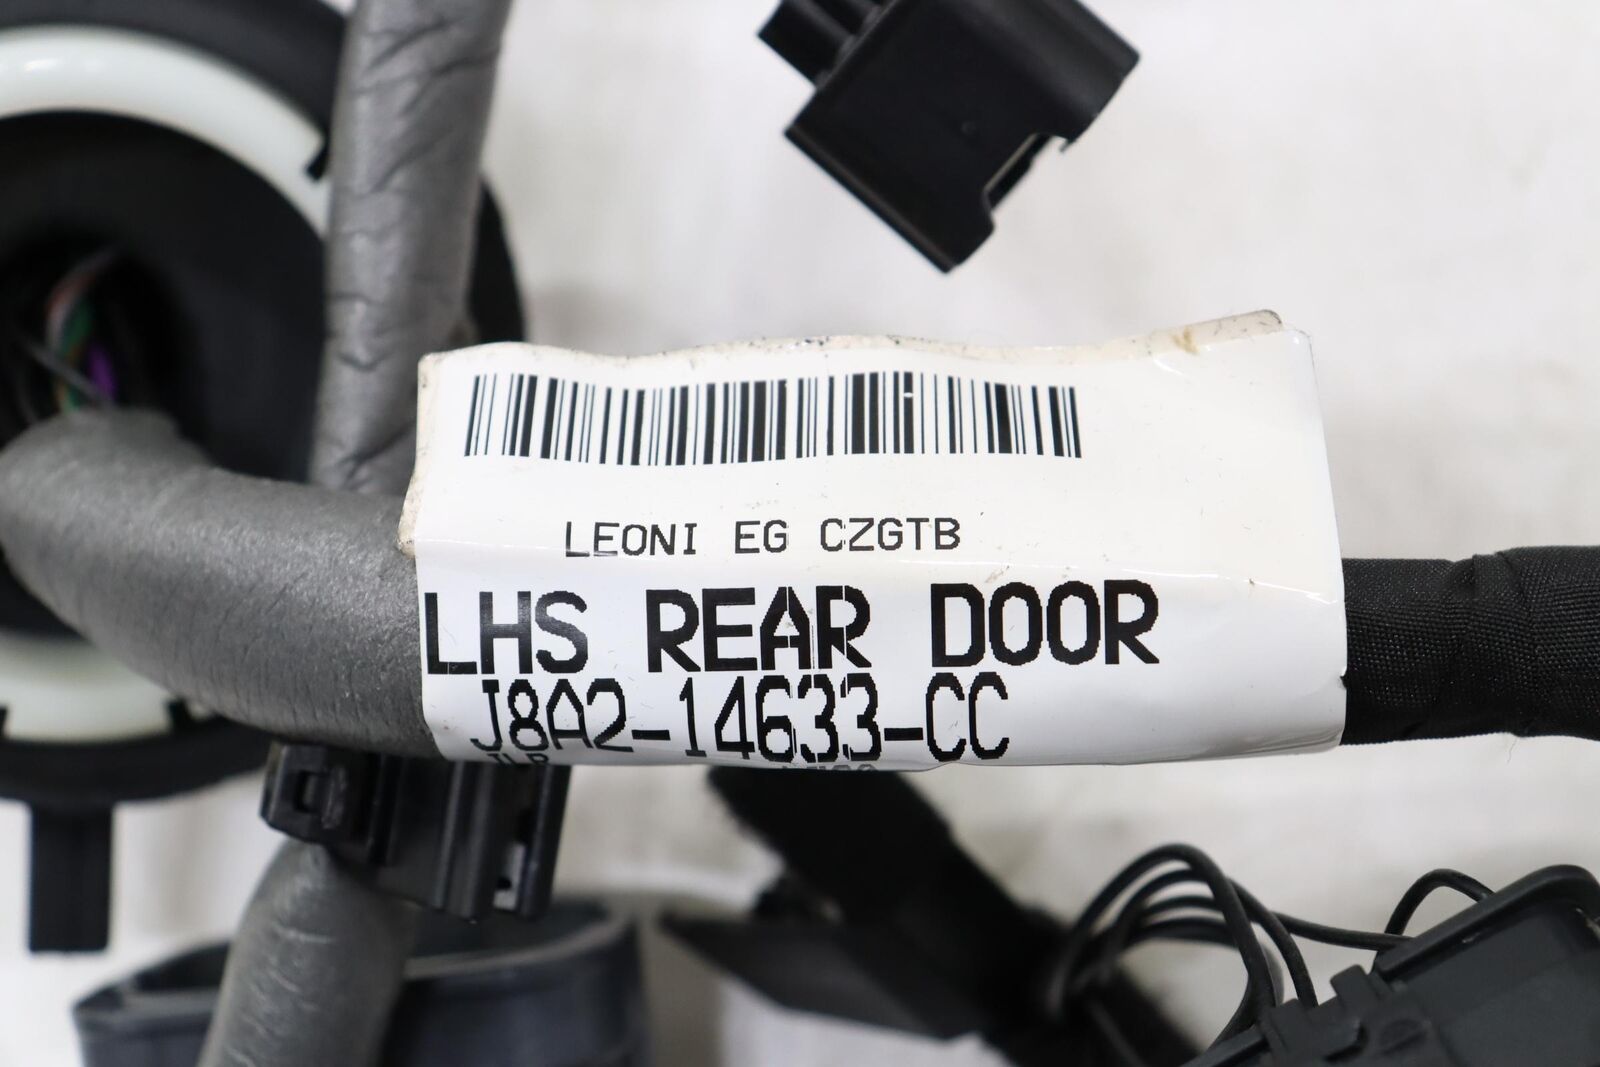 LEONI EG CZGTB
LHS REAR DOOR
J8A2-14633-CC